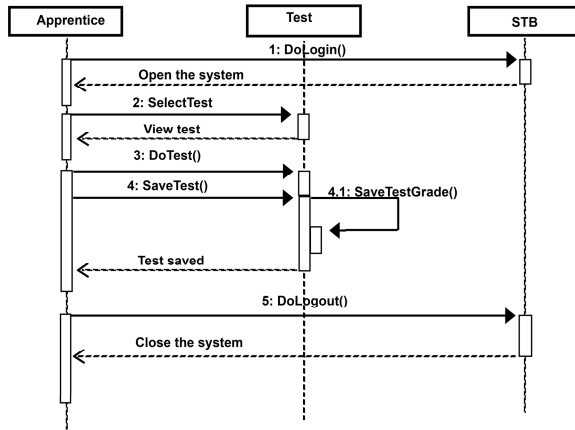 Apprentice
Test
STB
1: DoLogin()
Open the system
2: SelectTest
View test
3: DoTest()
4: SaveTest()
4.1: SaveTestGrade()
Test saved
5: DoLogout()
Close the system